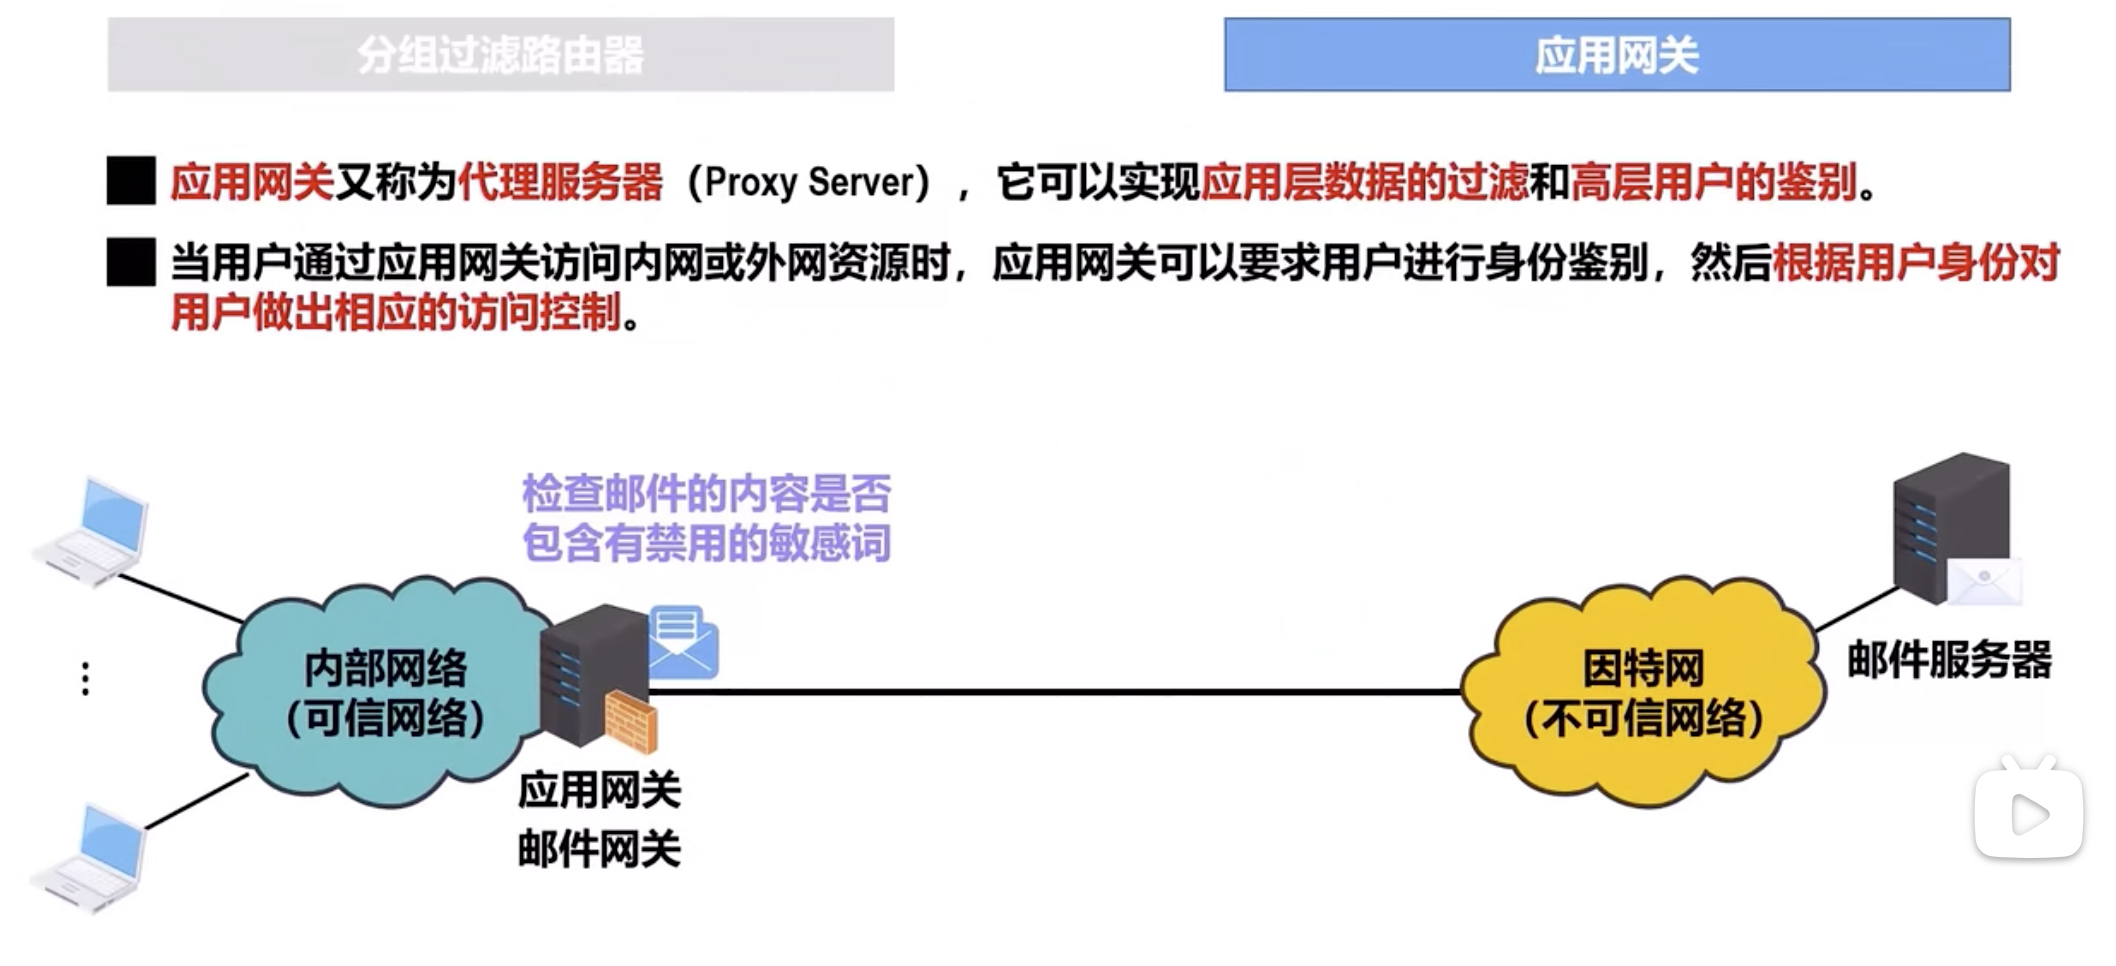 分组过滤路由器
应用网关
应用网关又称为代理服务器（Proxy Server），它可以实现应用层数据的过滤和高层用户的鉴别。
当用户通过应用网关访问内网或外网资源时，应用网关可以要求用户进行身份鉴别，然后根据用户身份对
用户做出相应的访问控制。
检查邮件的内容是否
包含有禁用的敏感词
内部网络
（可信网络）
应用网关
邮件网关
因特网
（不可信网络）
邮件服务器